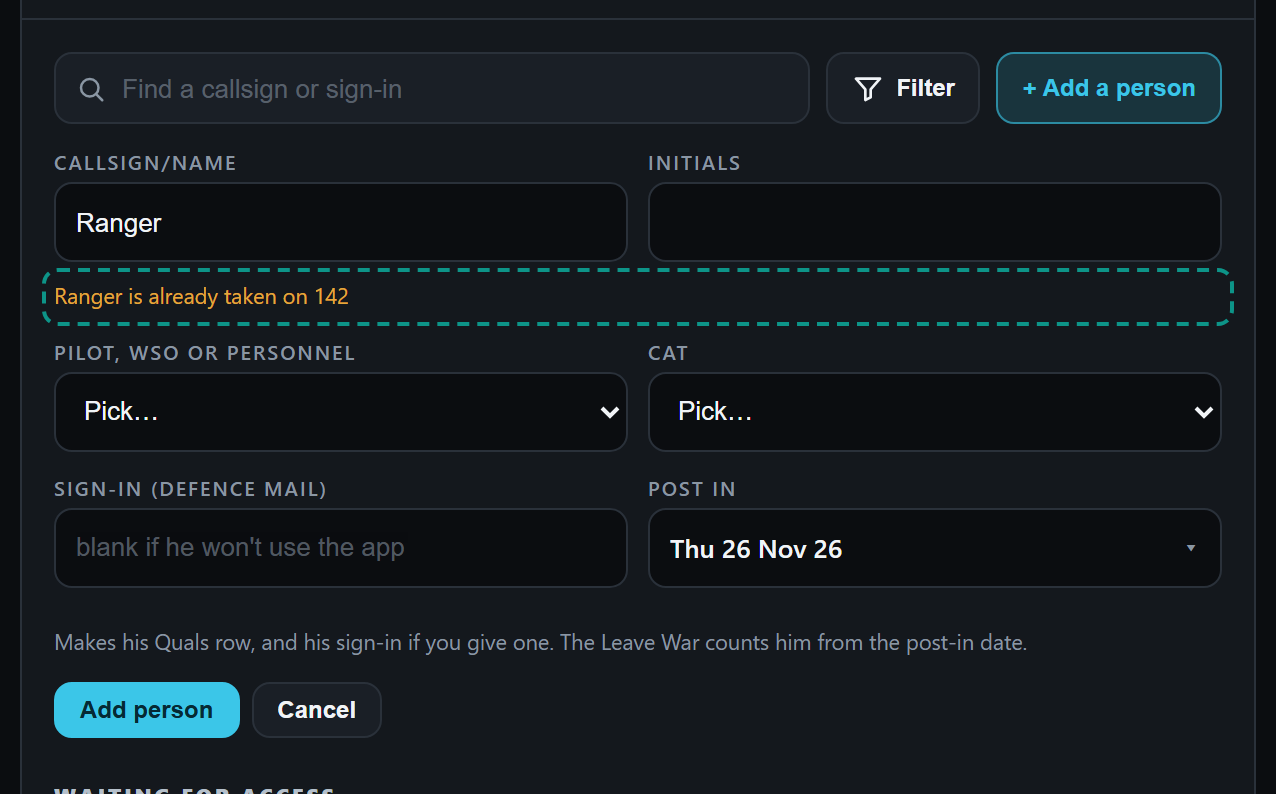 Find a callsign or sign-in
Filter
+ Add a person
CALLSIGN/NAME
INITIALS
Ranger
Ranger is already taken on 142
PILOT, WSO OR PERSONNEL
CAT
Pick…
Pick…
SIGN-IN (DEFENCE MAIL)
POST IN
blank if he won't use the app
Thu 26 Nov 26
Makes his Quals row, and his sign-in if you give one. The Leave War counts him from the post-in date.
Add person
Cancel
WAITING FOR ACCESS